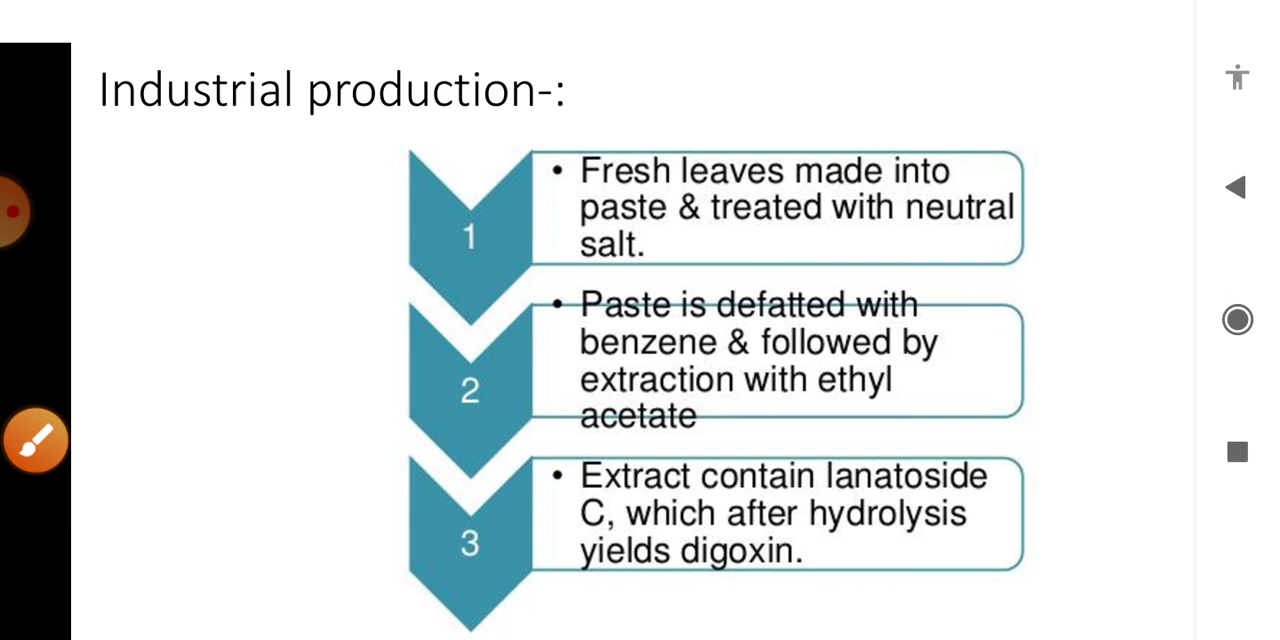 Industrial production-:
1
• Fresh leaves made into
paste & treated with neutral
salt.
2
• Paste is defatted with
benzene & followed by
extraction with ethyl
acetate
3
• Extract contain lanatoside
C, which after hydrolysis
yields digoxin.